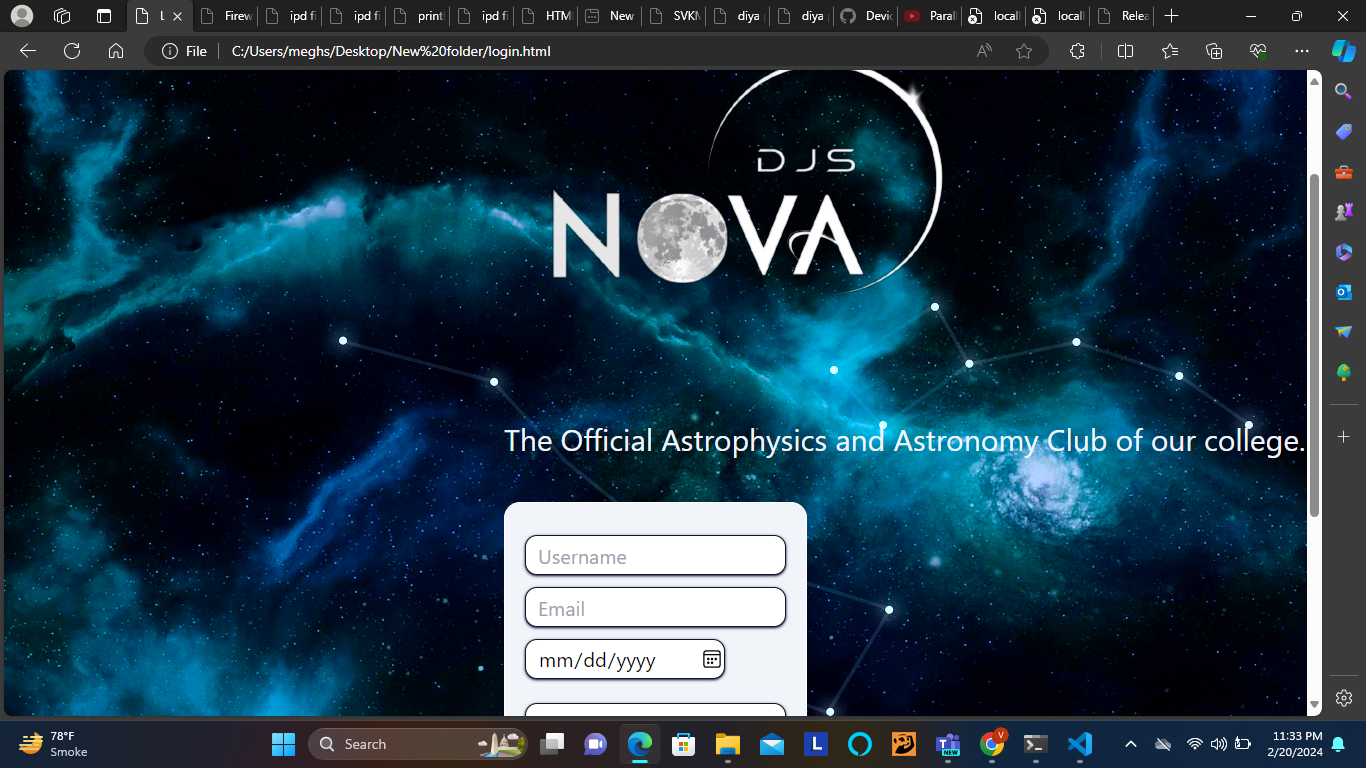 L
Firew
ipd fi
ipd fi
print
ipd fi
HTM
New
SVKM
diya
diya
Devic
Parall
local
local
Relea
File
C:/Users/meghs/Desktop/New%20folder/login.html
DJS
NOVA
The Official Astrophysics and Astronomy Club of our college.
Username
Email
mm/dd/yyyy
78°F
Smoke
Search
L
NEW
V
11:33 PM
2/20/2024